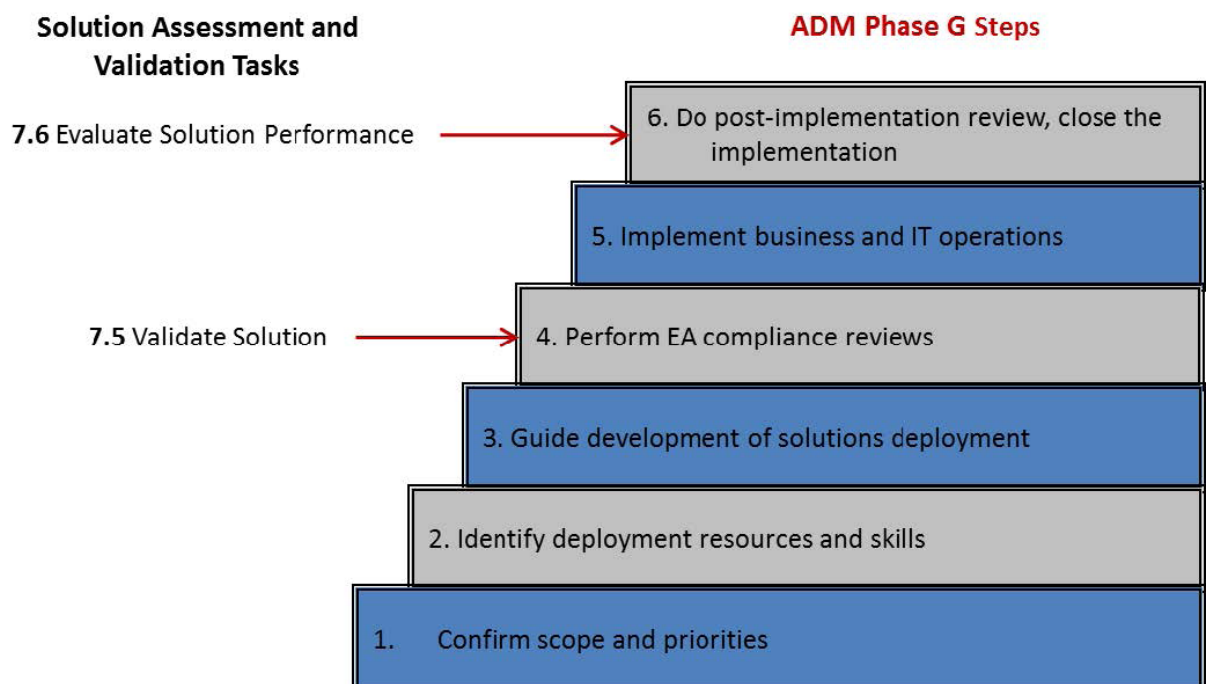 Solution Assessment and
Validation Tasks
ADM Phase G Steps
7.6 Evaluate Solution Performance
6. Do post-implementation review, close the
implementation
5. Implement business and IT operations
7.5 Validate Solution
4. Perform EA compliance reviews
3. Guide development of solutions deployment
2. Identify deployment resources and skills
1. Confirm scope and priorities